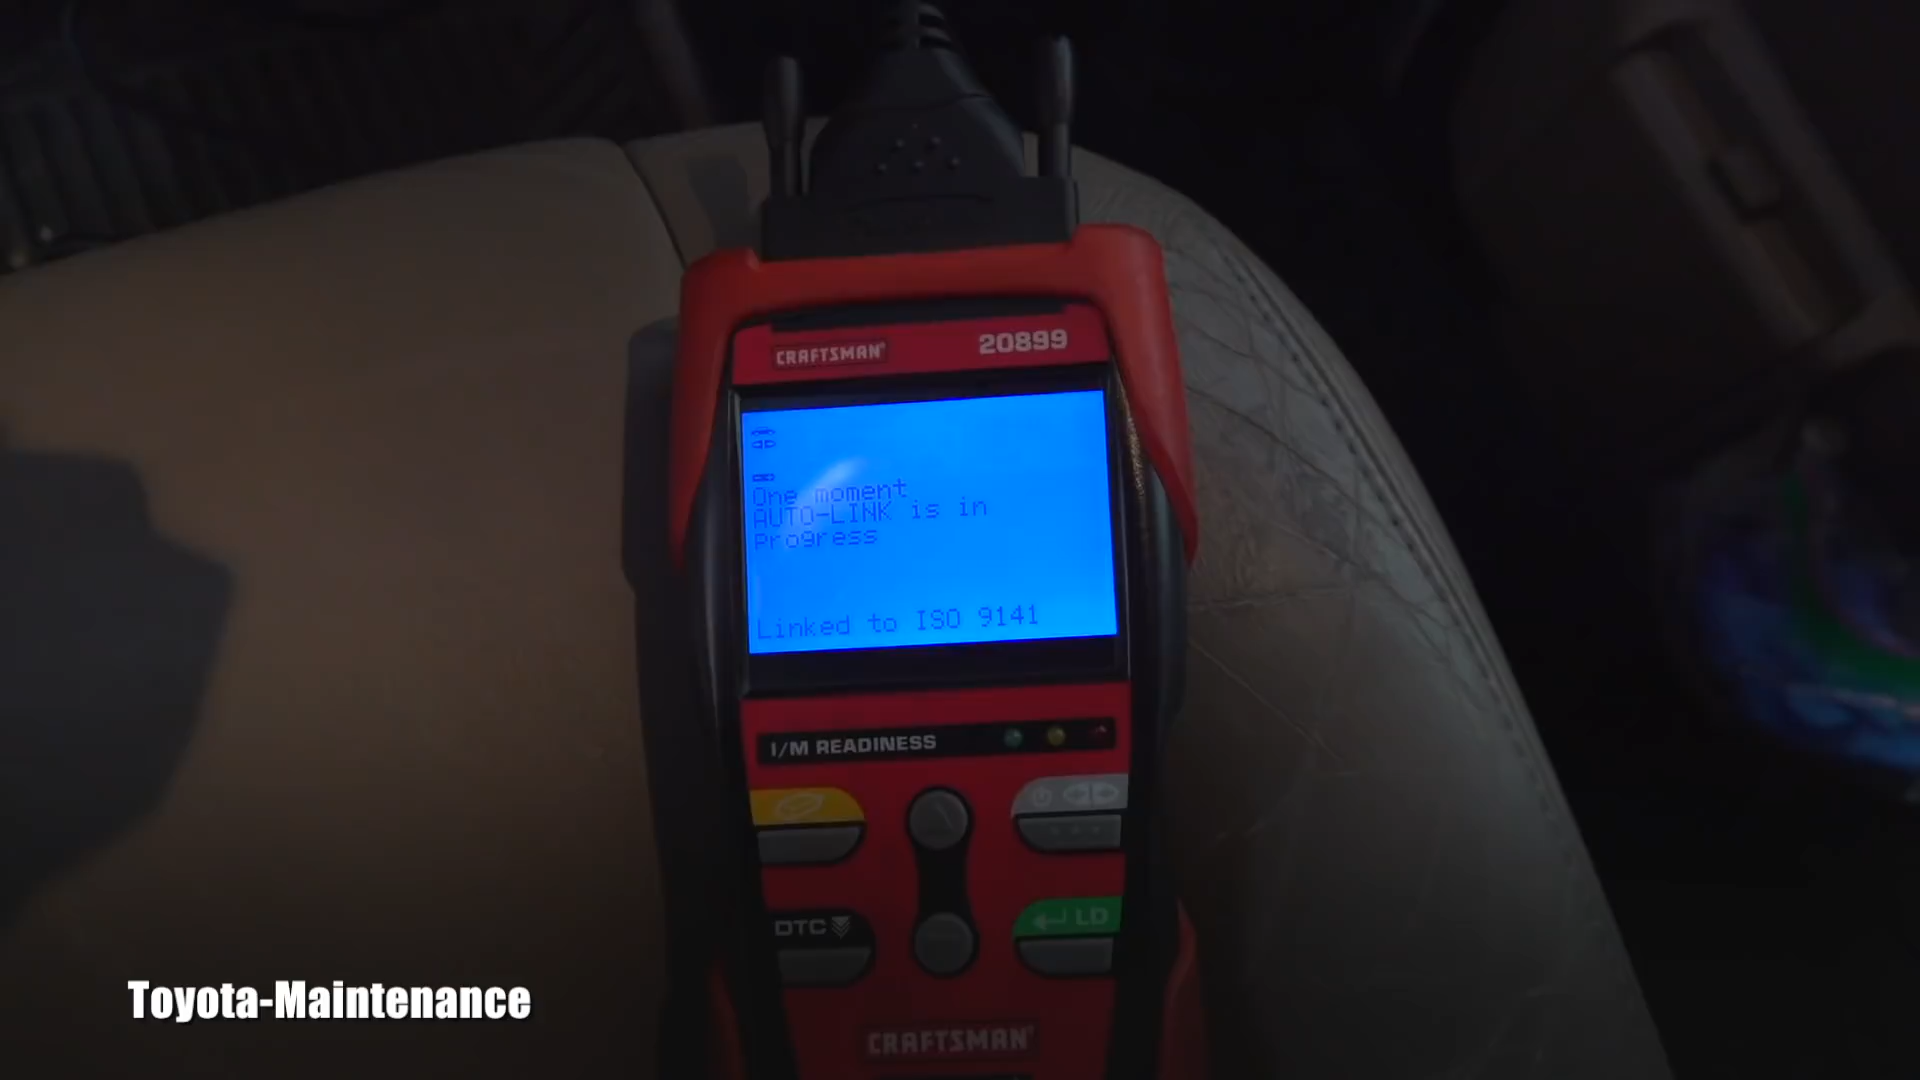 CRAFTSMAN
20899
One moment
AUTO-LINK is in
Progress
Linked to ISO 9141
I/M READINESS
DTC
LD
CRAFTSMAN
Toyota-Maintenance